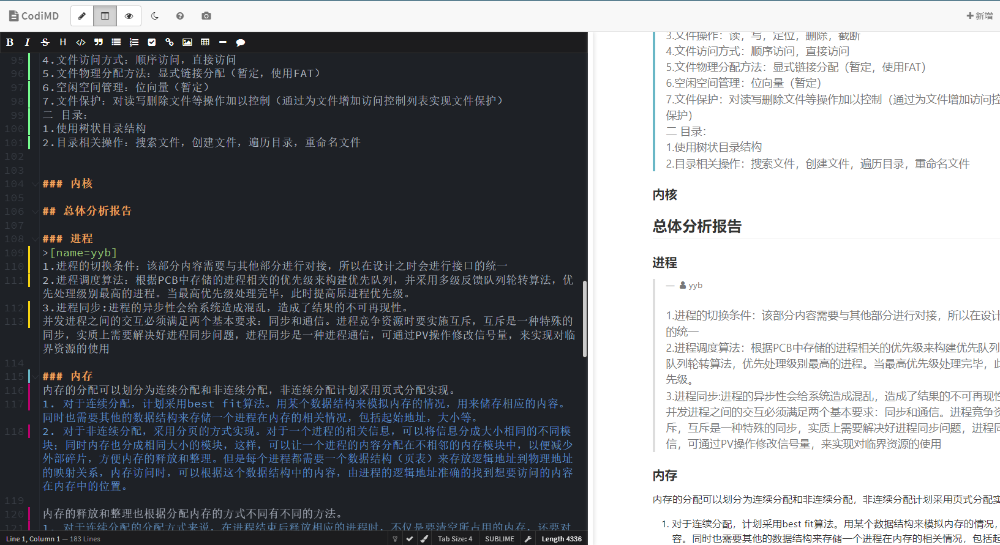 CodiMD
新增
B I S H
95 4.文件访问方式：顺序访问，直接访问
96 5.文件物理分配方法：显式链接分配（暂定，使用FAT）
97 6.空闲空间管理：位向量（暂定）
98 7.文件保护：对读写删除文件等操作加以控制（通过为文件增加访问控制列表实现文件保护）
99 二 目录：
100 1.使用树状目录结构
101 2.目录相关操作：搜索文件，创建文件，遍历目录，重命名文件
102
103
104 ### 内核
105
106 ## 总体分析报告
107
108 ### 进程
109 >[name=yyb]
110 1.进程的切换条件：该部分内容需要与其他部分进行对接，所以在设计之时会进行接口的统一
111 2.进程调度算法：根据PCB中存储的进程相关的优先级来构建优先队列，并采用多级反馈队列轮转算法，优
先处理级别最高的进程。当最高优先级处理完毕，此时提高原进程优先级。
112 3.进程同步:进程的异步性会给系统造成混乱，造成了结果的不可再现性。
113 并发进程之间的交互必须满足两个基本要求：同步和通信。进程竞争资源时要实施互斥，互斥是一种特殊的
同步，实质上需要解决好进程同步问题，进程同步是一种进程通信，可通过PV操作修改信号量，来实现对临
界资源的使用
114
115 ### 内存
116 内存的分配可以划分为连续分配和非连续分配，非连续分配计划采用页式分配实现。
117 1. 对于连续分配，计划采用best fit算法。用某个数据结构来模拟内存的情况，用来储存相应的内容。
同时也需要其他的数据结构来存储一个进程在内存的相关情况，包括起始地址，大小等。
118 2. 对于非连续分配，采用分页的方式实现。对于一个进程的相关信息，可以将信息分成大小相同的不同模
块；同时内存也分成相同大小的模块，这样，可以让一个进程的内容分配在不相邻的内存模块中，以便减少
外部碎片，方便内存的释放和整理。但是每个进程都需要一个数据结构（页表）来存放逻辑地址到物理地址
的映射关系，内存访问时，可以根据这个数据结构中的内容，由进程的逻辑地址准确的找到想要访问的内容
在内存中的位置。
119
120 内存的释放和整理也根据分配内存的方式不同有不同的方法。
121 1. 对于连续分配的分配方式来说，在进程结束后释放相应的进程时，不仅是要清空所占用的内存，还要对
Line 1, Column 1 — 183 Lines
Tab Size: 4
SUBLIME
Length 4336
3.文件操作：读，写，定位，删除，截断
4.文件访问方式：顺序访问，直接访问
5.文件物理分配方法：显式链接分配（暂定，使用FAT）
6.空闲空间管理：位向量（暂定）
7.文件保护：对读写删除文件等操作加以控制（通过为文件增加访问控
保护）
二 目录：
1.使用树状目录结构
2.目录相关操作：搜索文件，创建文件，遍历目录，重命名文件
内核
总体分析报告
进程
— yyb
1.进程的切换条件：该部分内容需要与其他部分进行对接，所以在设计
的统一
2.进程调度算法：根据PCB中存储的进程相关的优先级来构建优先队列
队列轮转算法，优先处理级别最高的进程。当最高优先级处理完毕，此
先级。
3.进程同步:进程的异步性会给系统造成混乱，造成了结果的不可再现性
并发进程之间的交互必须满足两个基本要求：同步和通信。进程竞争资
斥，互斥是一种特殊的同步，实质上需要解决好进程同步问题，进程同
信，可通过PV操作修改信号量，来实现对临界资源的使用
内存
内存的分配可以划分为连续分配和非连续分配，非连续分配计划采用页式分配实
1. 对于连续分配，计划采用best fit算法。用某个数据结构来模拟内存的情况，
容。同时也需要其他的数据结构来存储一个进程在内存的相关情况，包括起